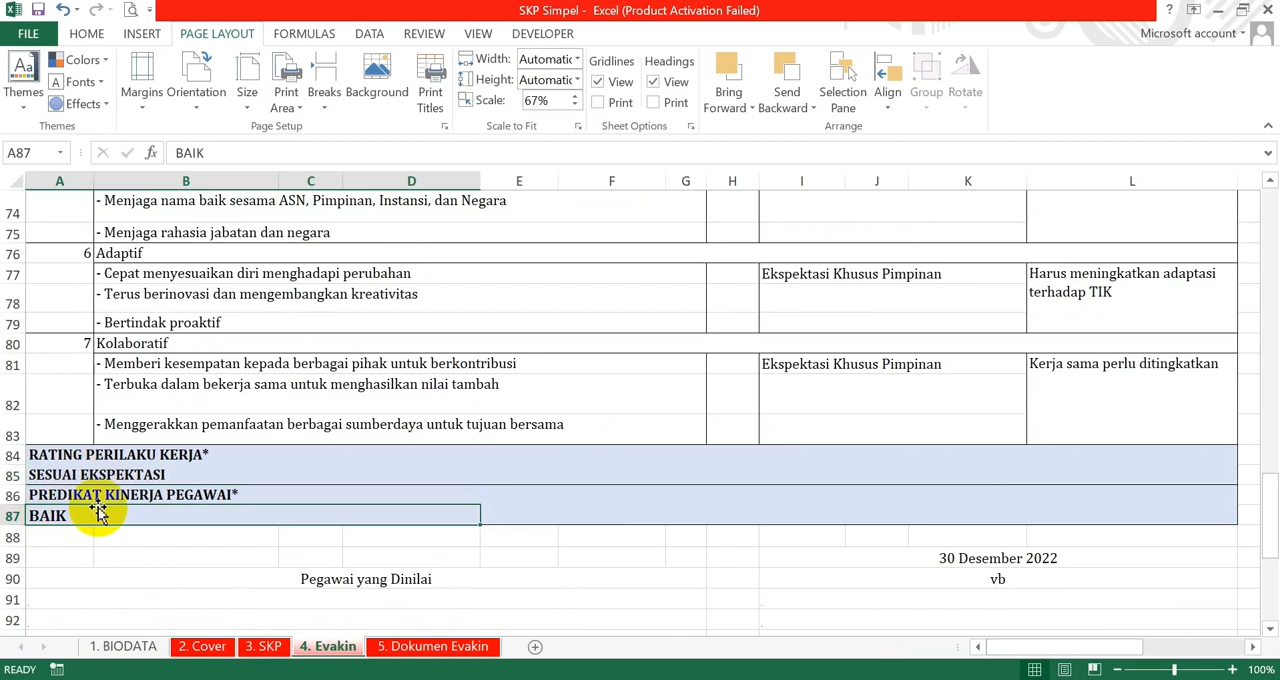 SKP Simpel - Excel (Product Activation Failed)
FILE HOME INSERT PAGE LAYOUT FORMULAS DATA REVIEW VIEW DEVELOPER Microsoft account
Themes Colors Fonts Effects Margins Orientation Size Print Area Breaks Background Print Titles Width: Automatic Height: Automatic Scale: 67% Gridlines View Print Headings View Print Bring Forward Send Backward Selection Pane Align Group Rotate
Themes Page Setup Scale to Fit Sheet Options Arrange
A87 fx BAIK
A B C D E F G H I J K L
74 - Menjaga nama baik sesama ASN, Pimpinan, Instansi, dan Negara
75 - Menjaga rahasia jabatan dan negara
76 6 Adaptif
77 - Cepat menyesuaikan diri menghadapi perubahan Ekspektasi Khusus Pimpinan Harus meningkatkan adaptasi
78 - Terus berinovasi dan mengembangkan kreativitas terhadap TIK
79 - Bertindak proaktif
80 7 Kolaboratif
81 - Memberi kesempatan kepada berbagai pihak untuk berkontribusi Ekspektasi Khusus Pimpinan Kerja sama perlu ditingkatkan
82 - Terbuka dalam bekerja sama untuk menghasilkan nilai tambah
83 - Menggerakkan pemanfaatan berbagai sumberdaya untuk tujuan bersama
84 RATING PERILAKU KERJA*
85 SESUAI EKSPEKTASI
86 PREDIKAT KINERJA PEGAWAI*
87 BAIK
88
89 30 Desember 2022
90 Pegawai yang Dinilai vb
91
92
1. BIODATA 2. Cover 3. SKP 4. Evakin 5. Dokumen Evakin
READY 100%